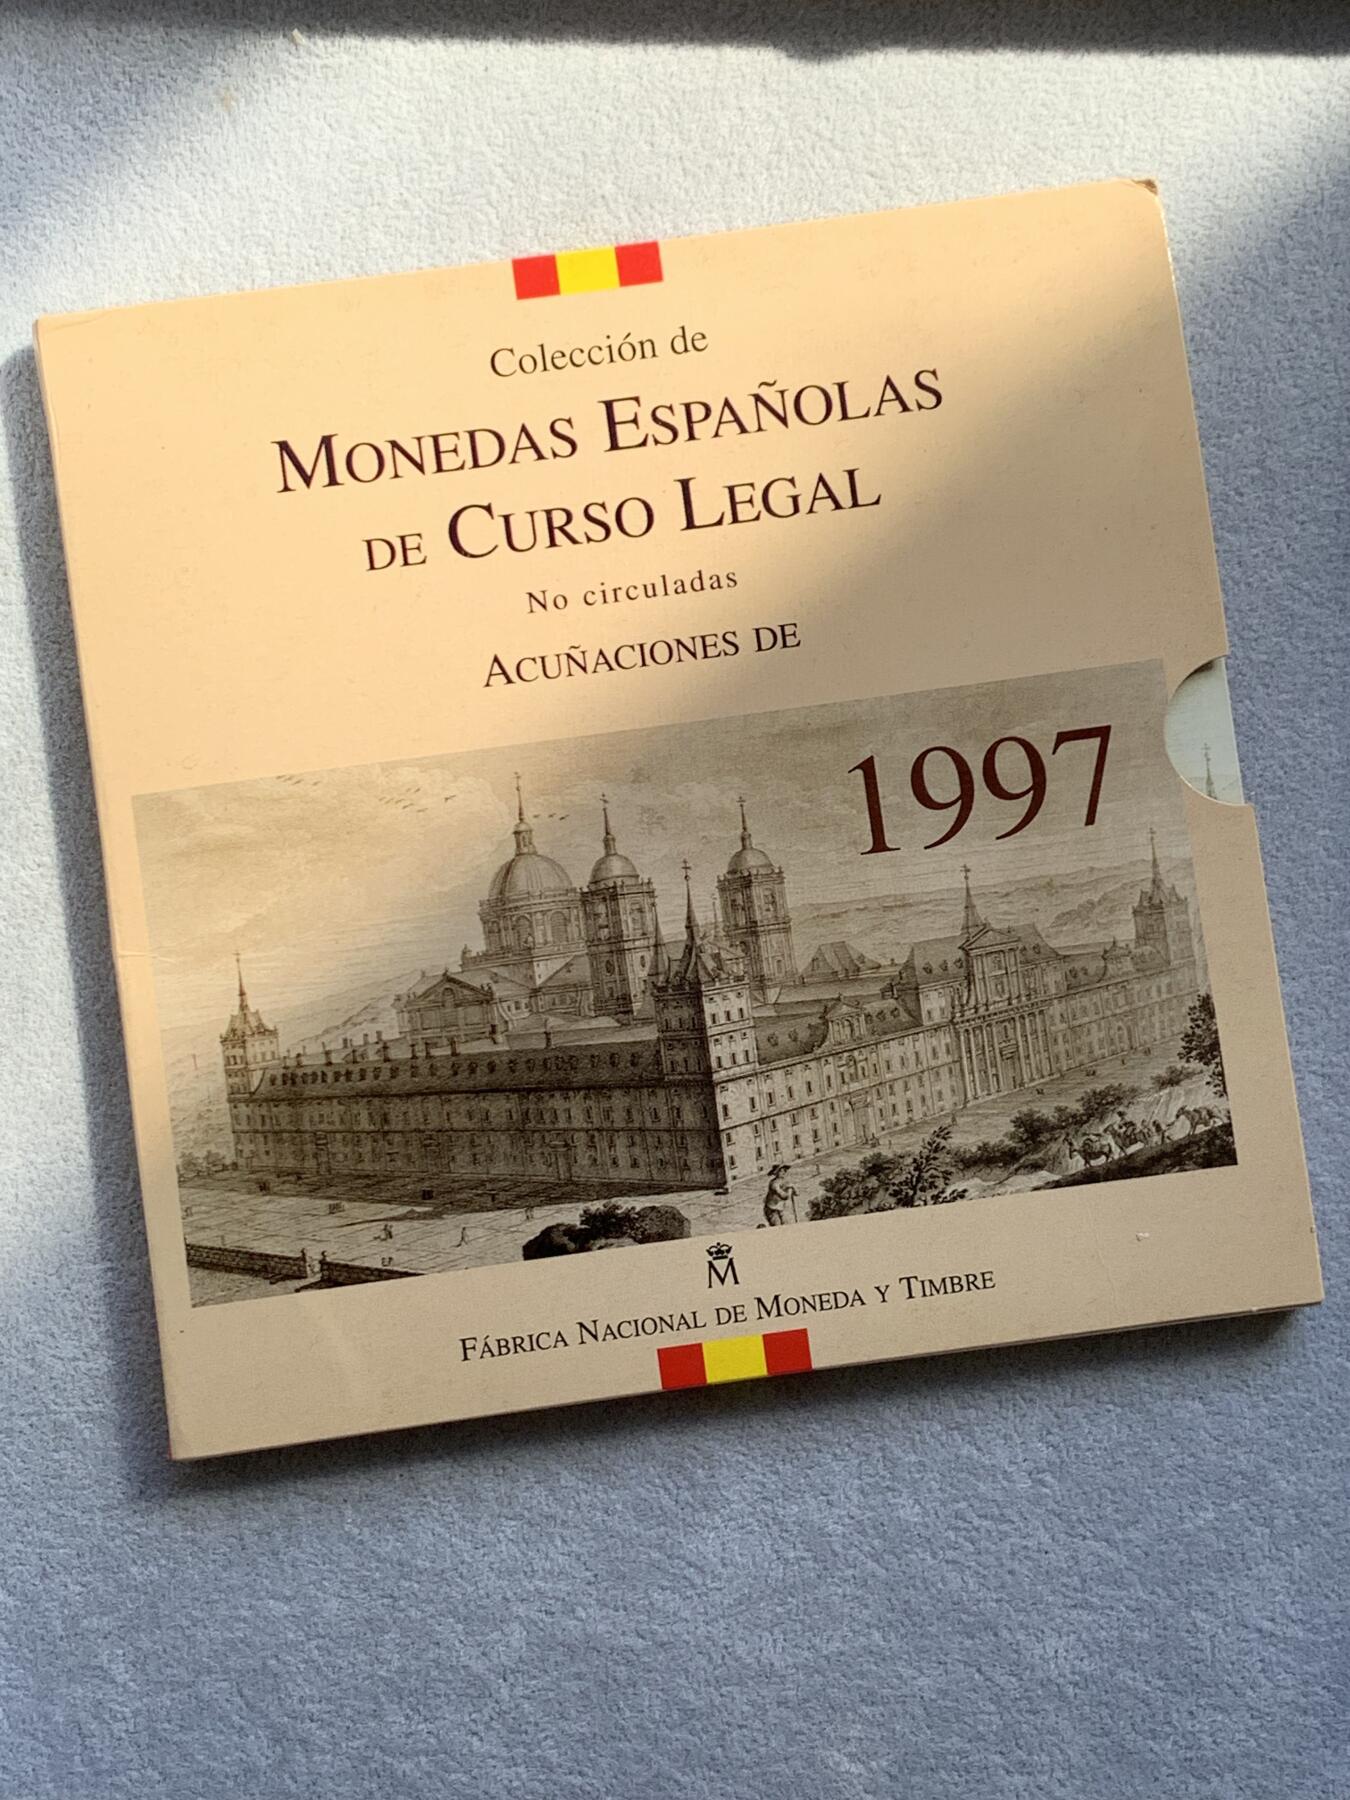 Colección de
MONEDAS ESPAÑOLAS
DE CURSO LEGAL
No circuladas
ACUÑACIONES DE
1997
M
FÁBRICA NACIONAL DE MONEDA Y TIMBRE